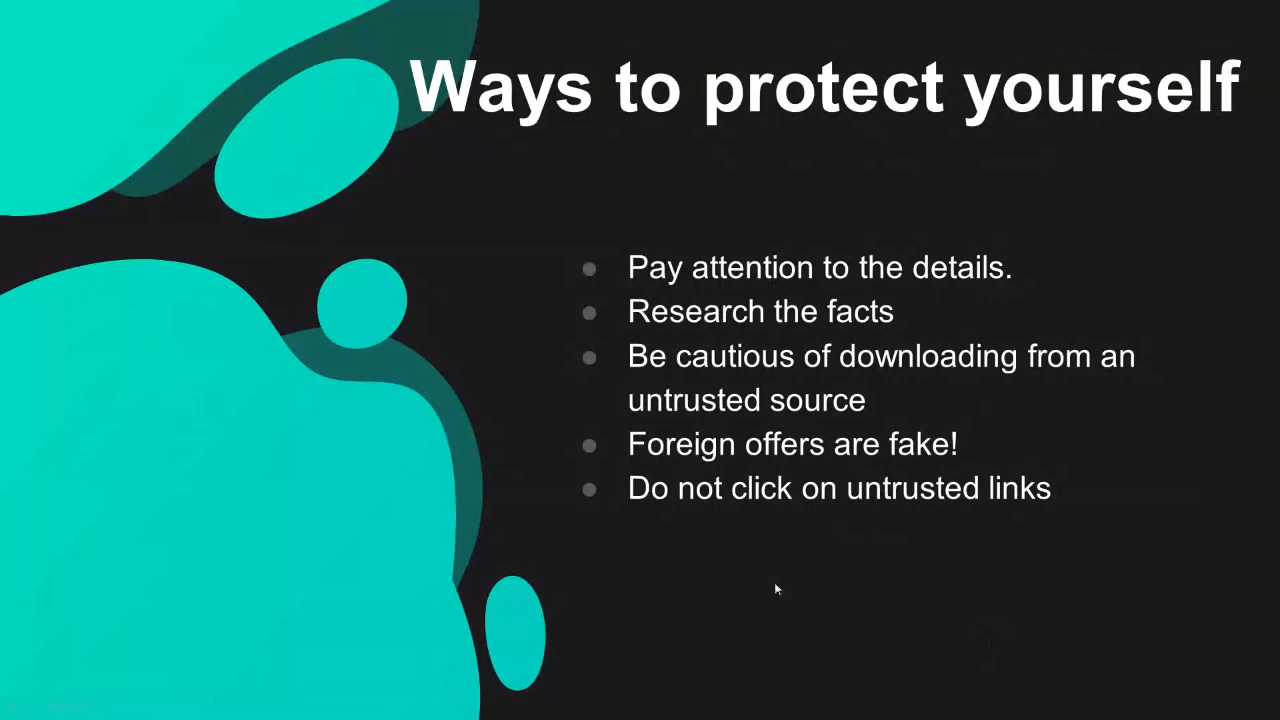 Ways to protect yourself
Pay attention to the details.
Research the facts
Be cautious of downloading from an
untrusted source
Foreign offers are fake!
Do not click on untrusted links